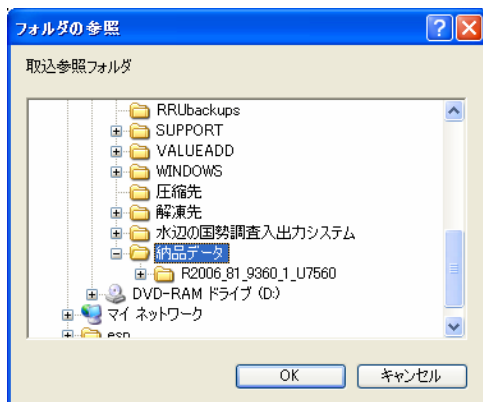 フォルダの参照
取込参照フォルダ
RRUbackups
SUPPORT
VALUEADD
WINDOWS
圧縮先
解凍先
水辺の国勢調査入出力システム
納品データ
R2006_81_9360_1_U7560
DVD-RAM ドライブ (D:)
マイ ネットワーク
esp
OK
キャンセル